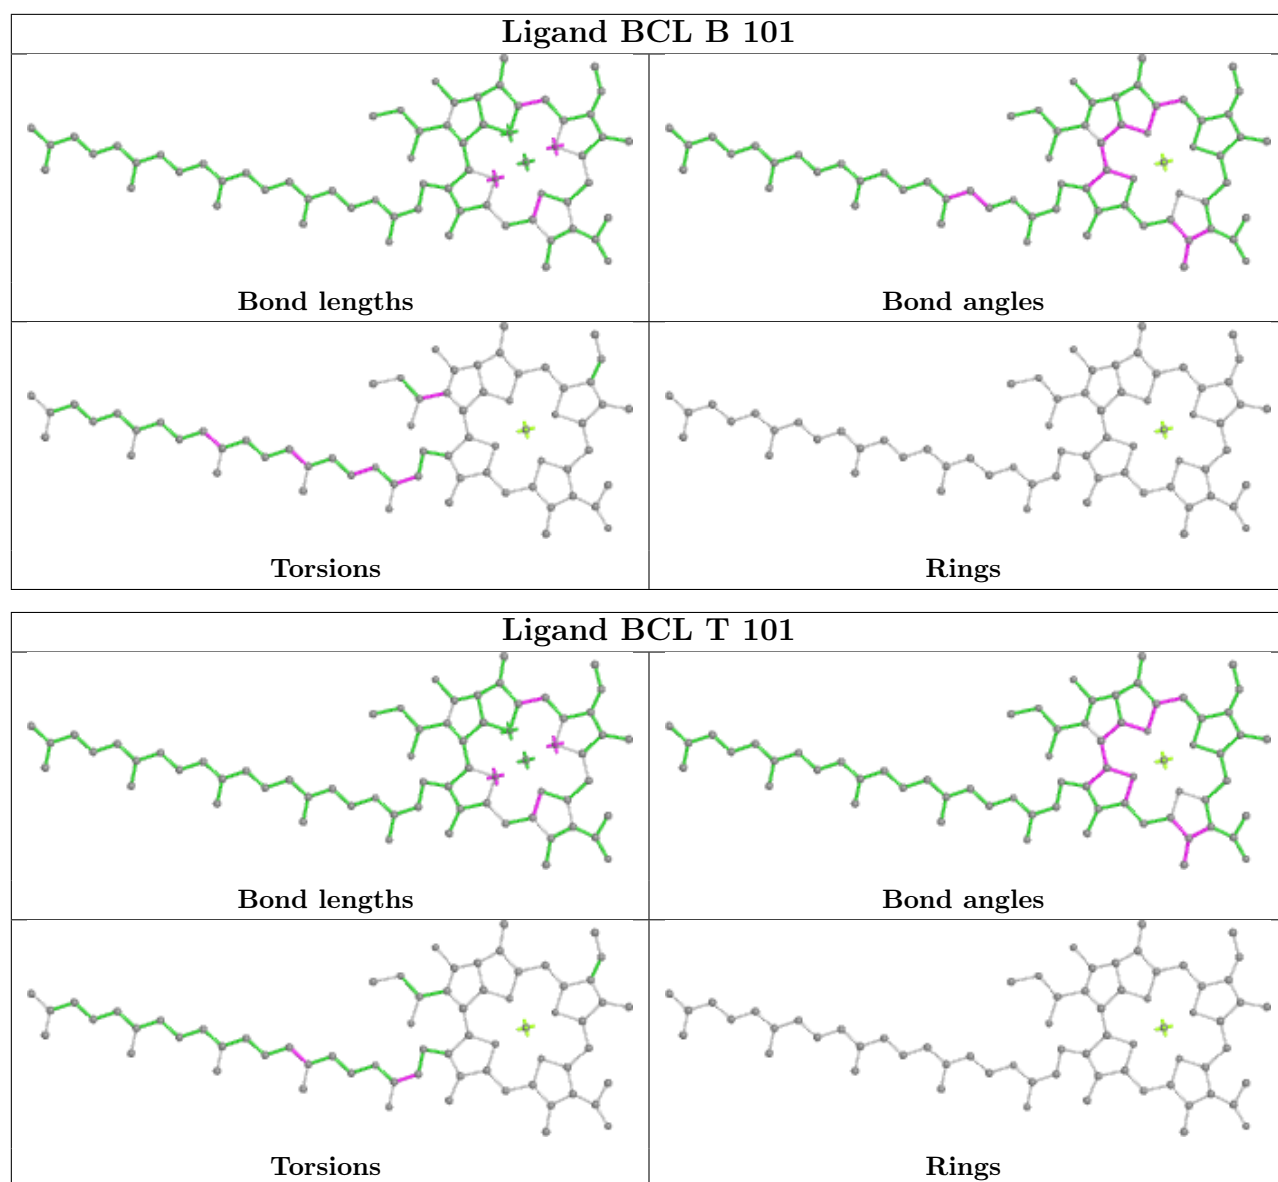 Ligand BCL B 101
Bond lengths
Bond angles
Torsions
Rings
Ligand BCL T 101
Bond lengths
Bond angles
Torsions
Rings